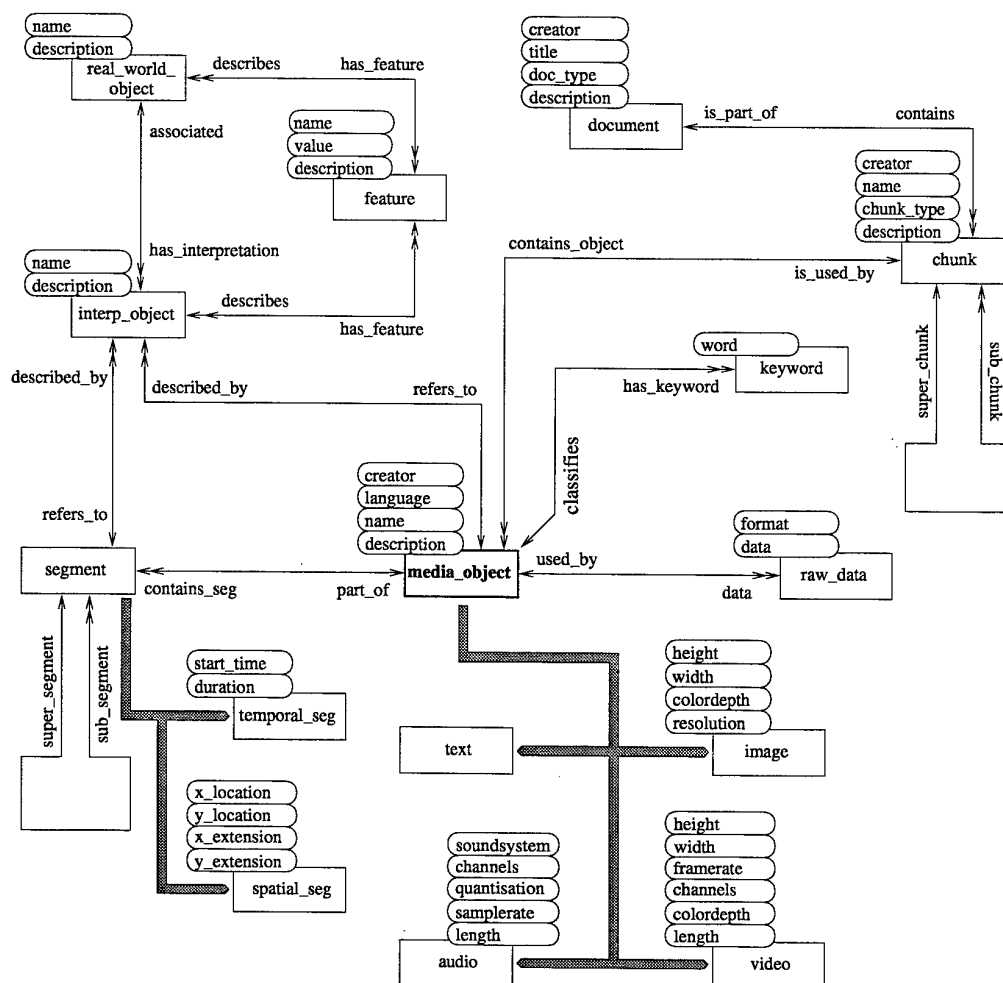 name
description
real_world_
object
describes
has_feature
associated
name
value
description
feature
has_interpretation
name
description
interp_object
describes
has_feature
creator
title
doc_type
description
document
is_part_of
contains
creator
name
chunk_type
description
chunk
contains_object
is_used_by
super_chunk
sub_chunk
word
keyword
has_keyword
classifies
described_by
described_by
refers_to
refers_to
creator
language
name
description
media_object
format
data
raw_data
used_by
data
segment
contains_seg
part_of
super_segment
sub_segment
start_time
duration
temporal_seg
x_location
y_location
x_extension
y_extension
spatial_seg
text
height
width
colordepth
resolution
image
soundsystem
channels
quantisation
samplerate
length
audio
height
width
framerate
channels
colordepth
length
video